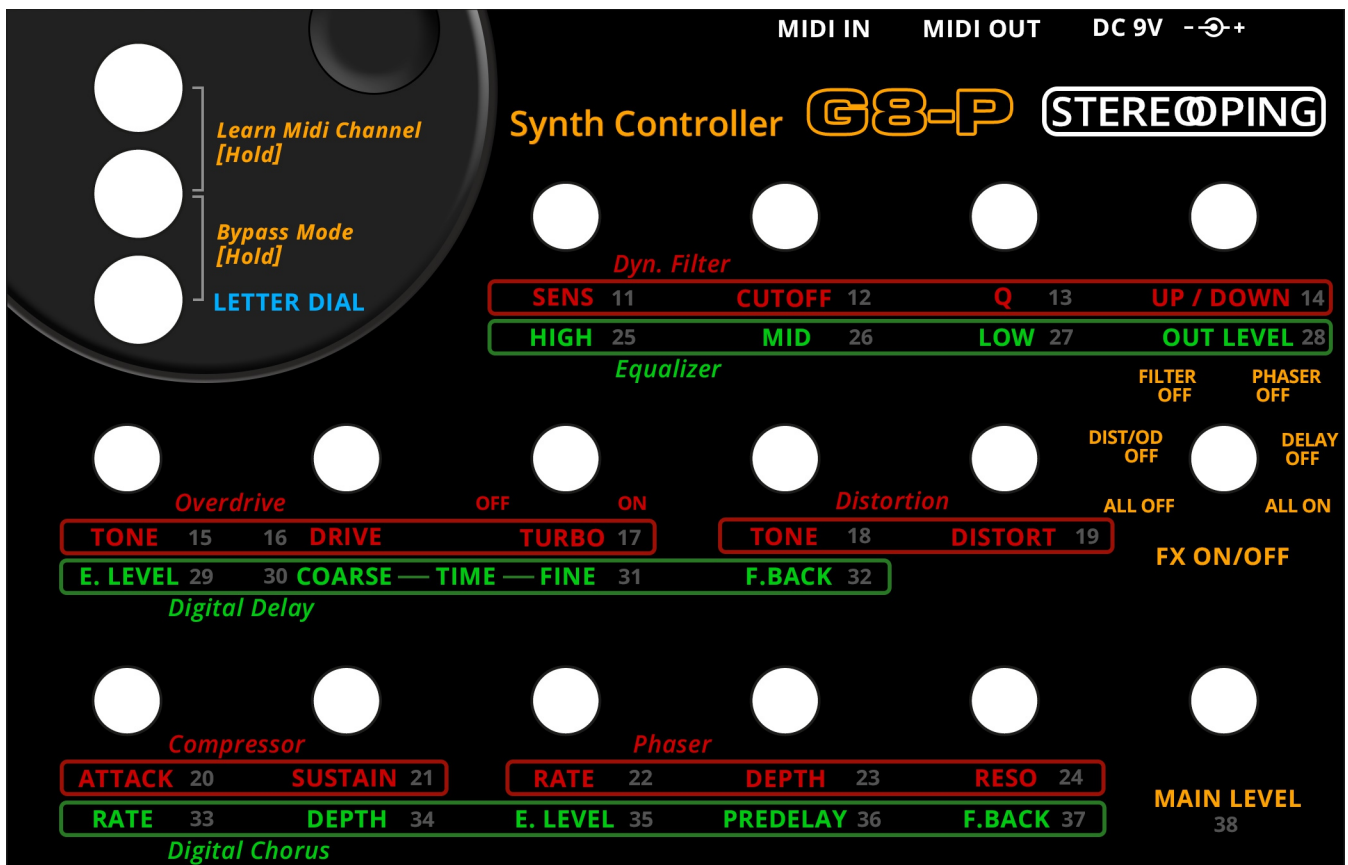 MIDI IN MIDI OUT DC 9V - +
Synth Controller G8-P STEREOOPING
Learn Midi Channel
[Hold]
Bypass Mode
[Hold]
LETTER DIAL
Dyn. Filter
SENS 11 CUTOFF 12 Q 13 UP / DOWN 14
HIGH 25 MID 26 LOW 27 OUT LEVEL 28
Equalizer
FILTER
OFF
PHASER
OFF
DIST/OD
OFF
DELAY
OFF
ALL OFF ALL ON
FX ON/OFF
Overdrive OFF ON Distortion
TONE 15 16 DRIVE TURBO 17 TONE 18 DISTORT 19
E. LEVEL 29 30 COARSE — TIME — FINE 31 F.BACK 32
Digital Delay
Compressor Phaser
ATTACK 20 SUSTAIN 21 RATE 22 DEPTH 23 RESO 24
RATE 33 DEPTH 34 E. LEVEL 35 PREDELAY 36 F.BACK 37
Digital Chorus
MAIN LEVEL
38